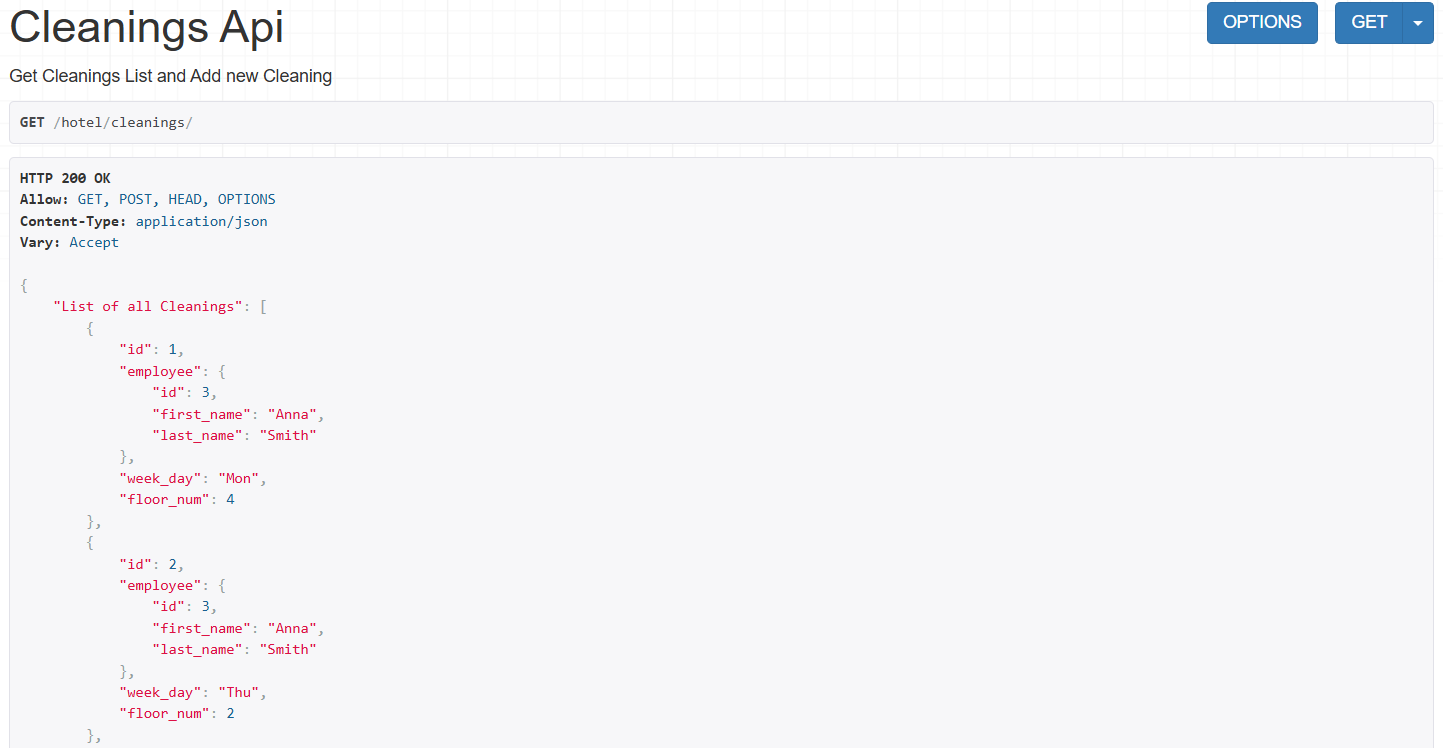 Cleanings Api
OPTIONS
GET
Get Cleanings List and Add new Cleaning
GET /hotel/cleanings/
HTTP 200 OK
Allow: GET, POST, HEAD, OPTIONS
Content-Type: application/json
Vary: Accept
{
    "List of all Cleanings": [
        {
            "id": 1,
            "employee": {
                "id": 3,
                "first_name": "Anna",
                "last_name": "Smith"
            },
            "week_day": "Mon",
            "floor_num": 4
        },
        {
            "id": 2,
            "employee": {
                "id": 3,
                "first_name": "Anna",
                "last_name": "Smith"
            },
            "week_day": "Thu",
            "floor_num": 2
        },